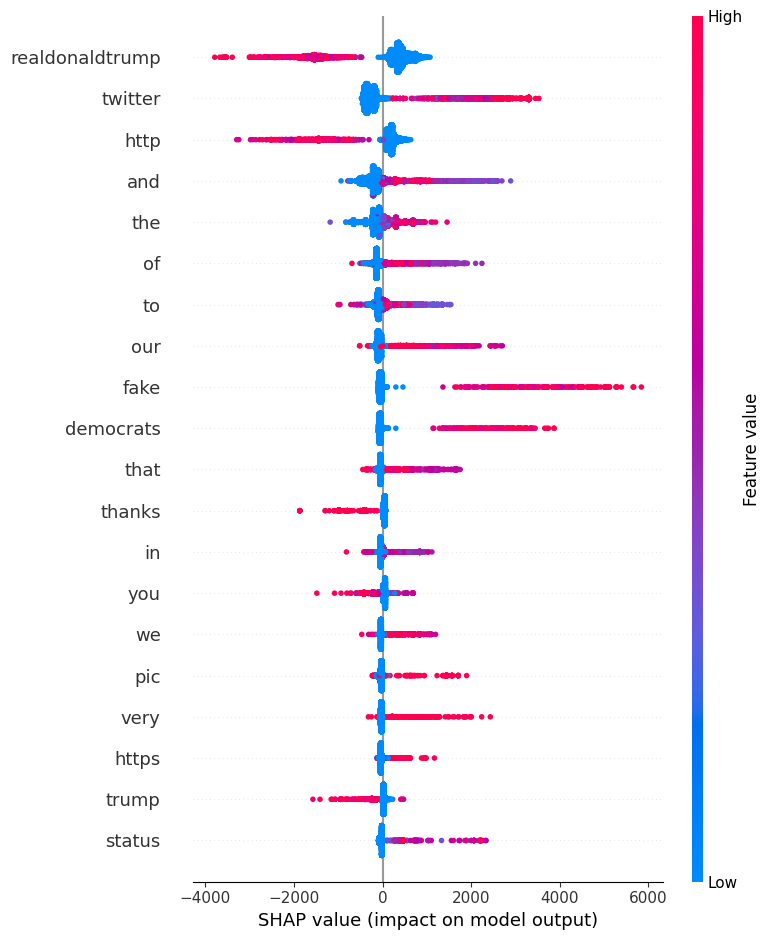 High
realdonaldtrump
twitter
http
and
the
of
to
our
fake
democrats
that
thanks
in
you
we
pic
very
https
trump
status
Feature value
Low
−4000 −2000 0 2000 4000 6000
SHAP value (impact on model output)